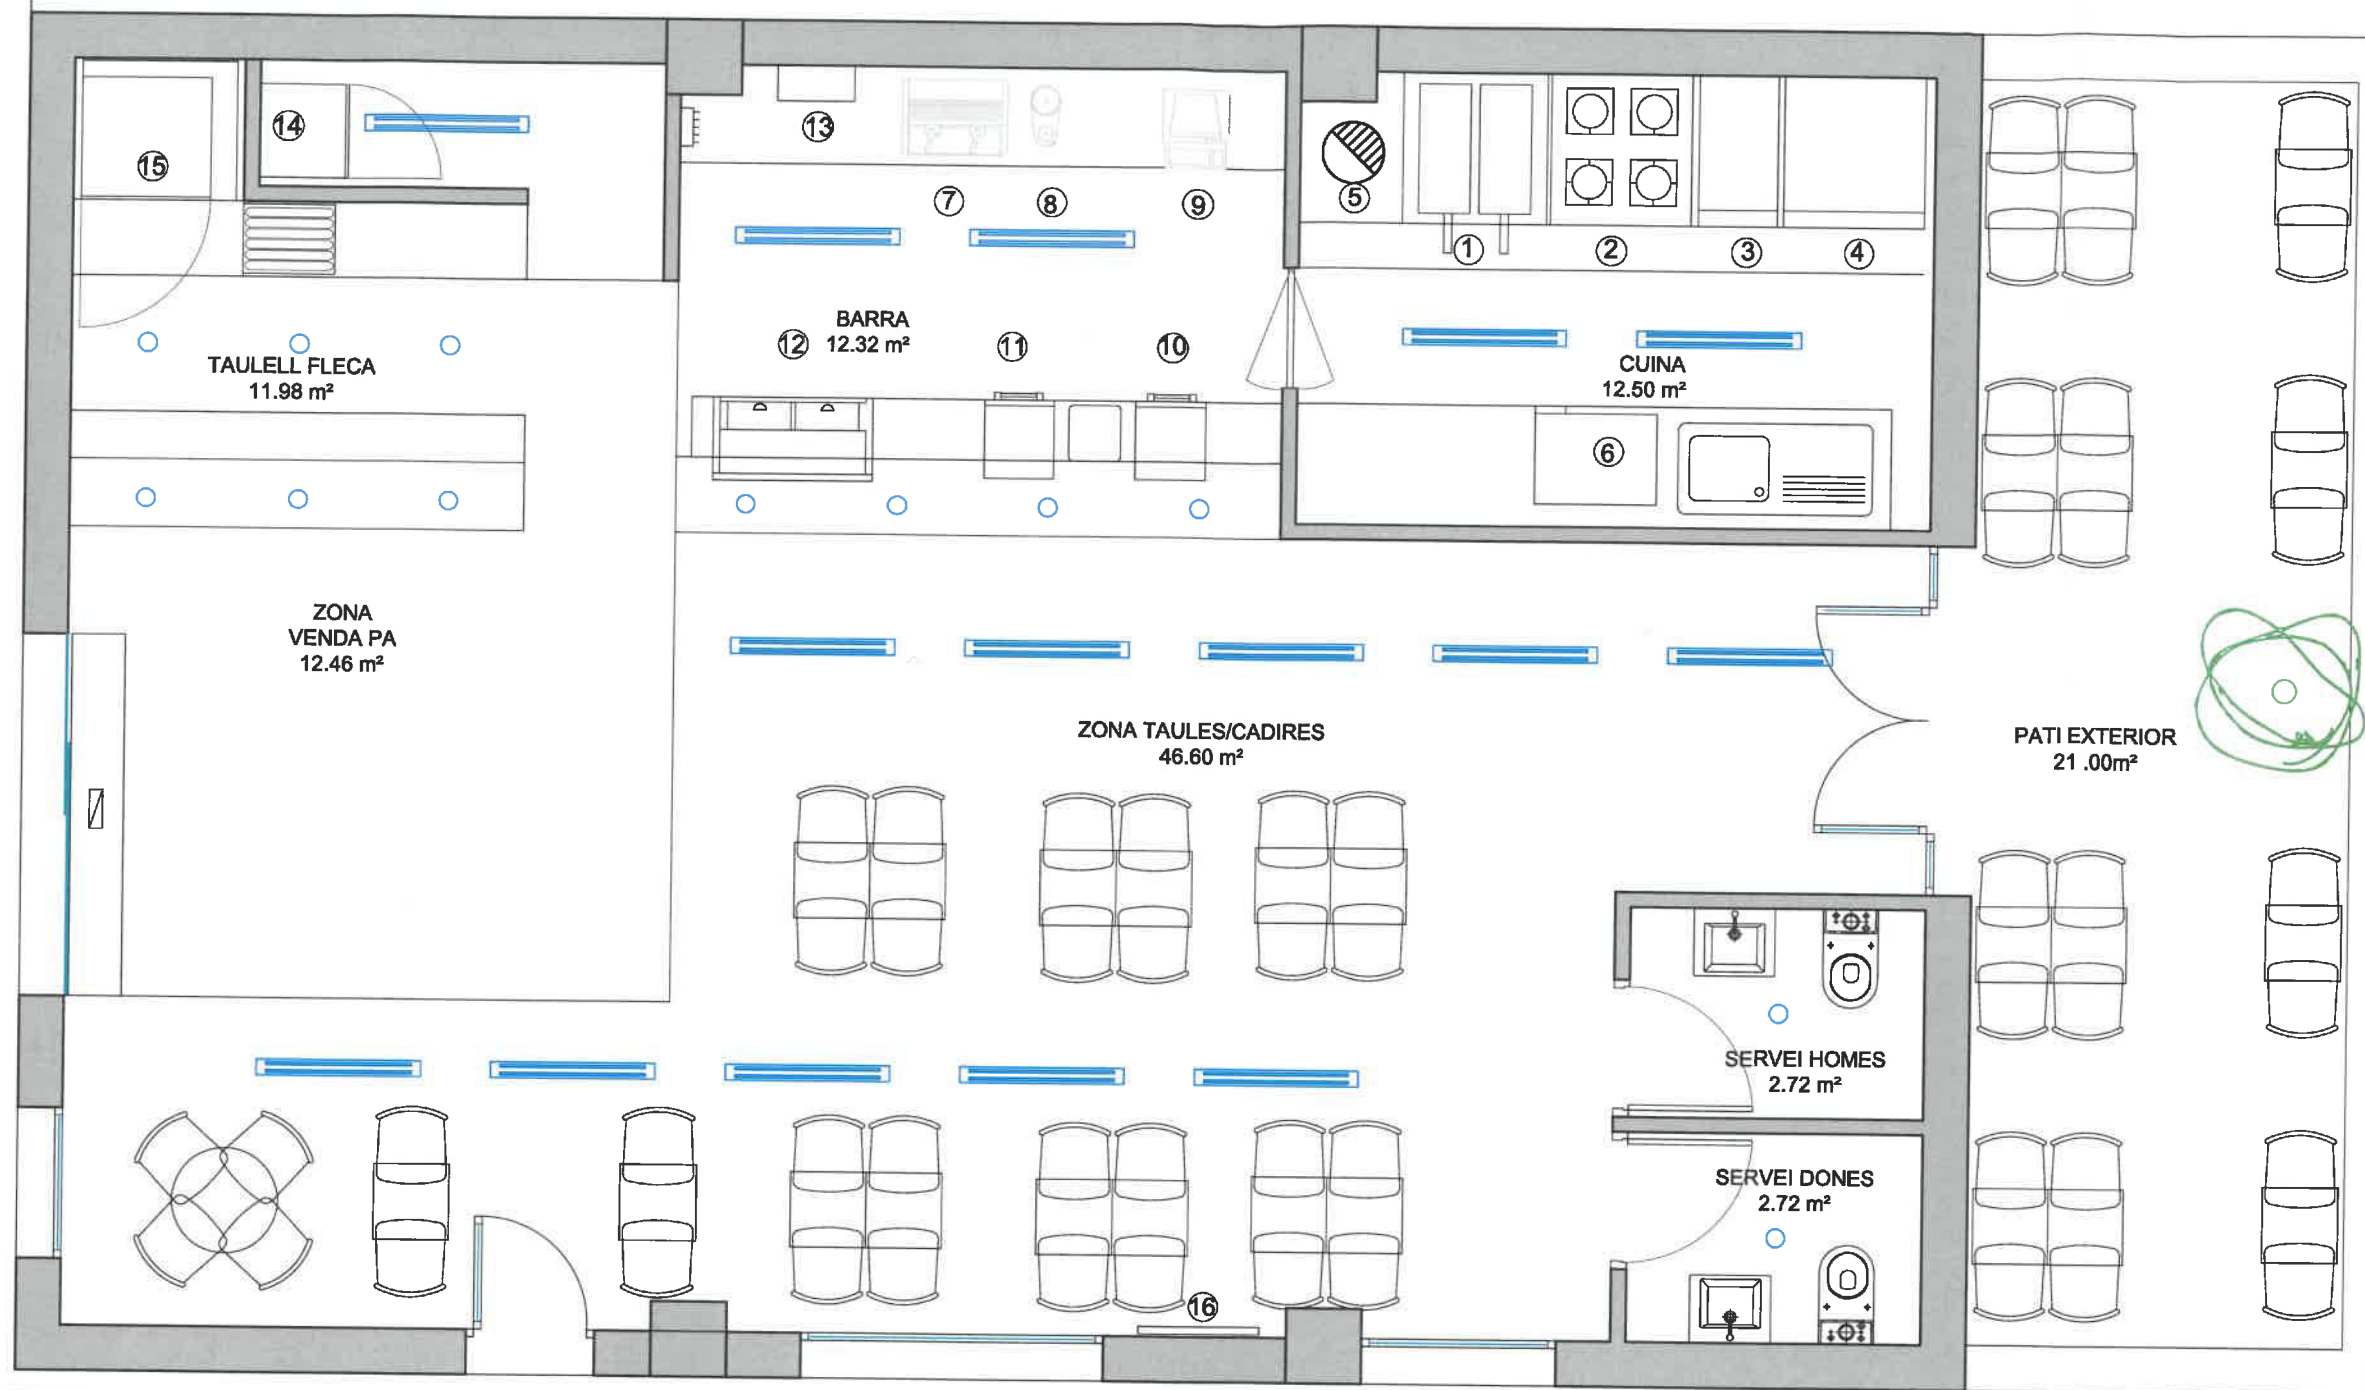 14
15
13
7
8
9
5
1
2
3
4
BARRA
12.32 m²
12
11
10
TAULELL FLECA
11.98 m²
CUINA
12.50 m²
6
ZONA
VENDA PA
12.46 m²
ZONA TAULES/CADIRES
46.60 m²
PATI EXTERIOR
21 .00m²
SERVEI HOMES
2.72 m²
SERVEI DONES
2.72 m²
16